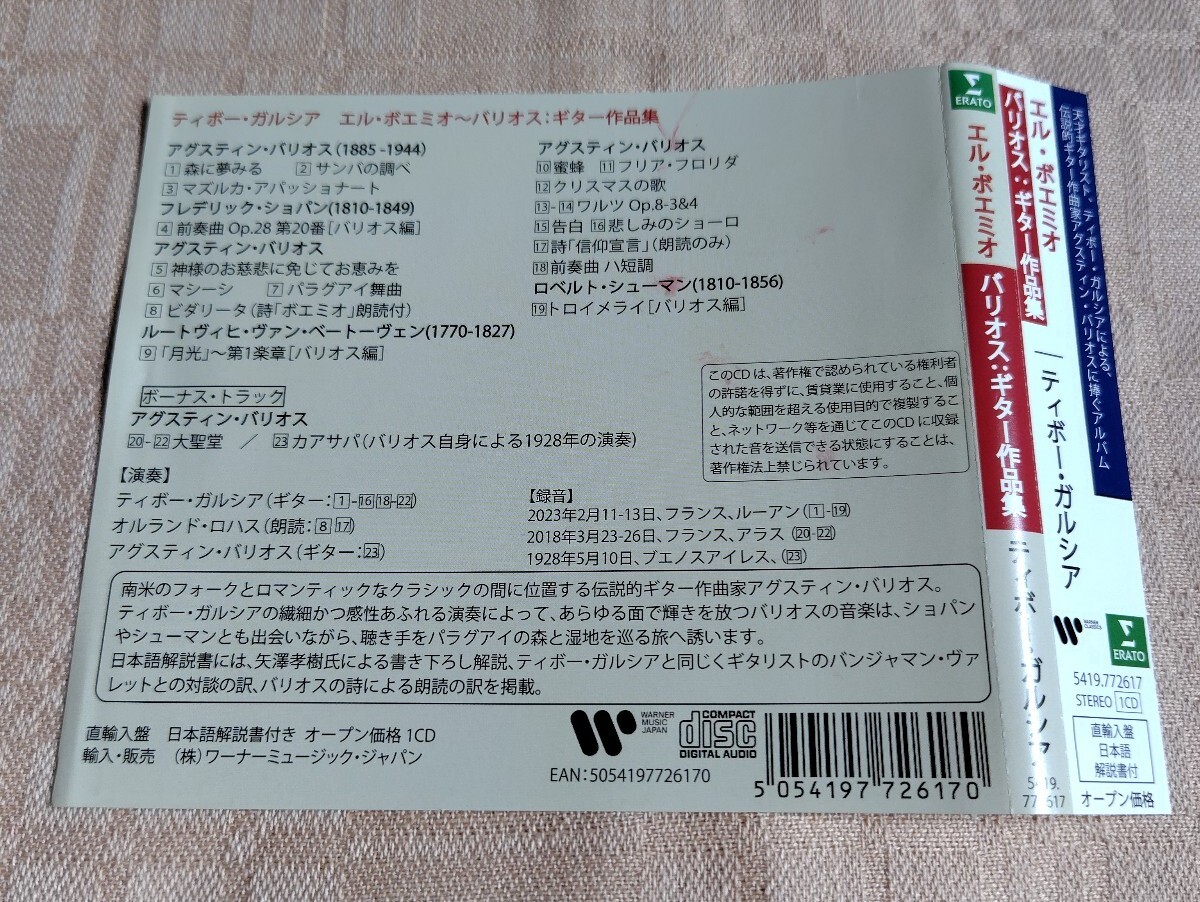 ティボー・ガルシア　エル・ボエミオ〜バリオス：ギター作品集
アグスティン・バリオス(1885 -1944)
1 森に夢みる　2 サンバの調べ
3 マズルカ・アパッショナート
フレデリック・ショパン(1810-1849)
4 前奏曲 Op.28 第20番[バリオス編]
アグスティン・バリオス
5 神様のお慈悲に免じてお恵みを
6 マシーシ　7 パラグアイ舞曲
8 ビダリータ(詩「ボエミオ」朗読付)
ルートヴィヒ・ヴァン・ベートーヴェン(1770-1827)
9 「月光」〜第1楽章[バリオス編]
アグスティン・バリオス
10 蜜蜂　11 フリア・フロリダ
12 クリスマスの歌
13-14 ワルツ Op.8-3&4
15 告白 16 悲しみのショーロ
17 詩「信仰宣言」(朗読のみ)
18 前奏曲 ハ短調
ロベルト・シューマン(1810-1856)
19 トロイメライ[バリオス編]
ボーナス・トラック
アグスティン・バリオス
20-22 大聖堂　／　23 カアサパ(バリオス自身による1928年の演奏)
このCDは、著作権で認められている権利者
の許諾を得ずに、賃貸業に使用すること、個
人的な範囲を超える使用目的で複製するこ
と、ネットワーク等を通じてこのCDに収録
された音を送信できる状態にすることは、
著作権法上禁じられています。
【演奏】
ティボー・ガルシア(ギター：1-16 18-22)
オルランド・ロハス(朗読：8 17)
アグスティン・バリオス(ギター：23)
【録音】
2023年2月11-13日、フランス、ルーアン(1-19)
2018年3月23-26日、フランス、アラス(20-22)
1928年5月10日、ブエノスアイレス、(23)
南米のフォークとロマンティックなクラシックの間に位置する伝説的ギター作曲家アグスティン・バリオス。
ティボー・ガルシアの繊細かつ感性あふれる演奏によって、あらゆる面で輝きを放つバリオスの音楽は、ショパン
やシューマンとも出会いながら、聴き手をパラグアイの森と湿地を巡る旅へ誘います。
日本語解説書には、矢澤孝樹氏による書き下ろし解説、ティボー・ガルシアと同じくギタリストのバンジャマン・ヴァ
レットとの対談の訳、バリオスの詩による朗読の訳を掲載。
直輸入盤　日本語解説書付き オープン価格 1CD
輸入・販売　(株)ワーナーミュージック・ジャパン
WARNER
MUSIC
JAPAN
COMPACT
disc
DIGITAL AUDIO
EAN：5054197726170
5 054197 726170
ERATO
エル・ボエミオ
バリオス：ギター作品集
ティボー・ガルシア
5419.
772617
エル・ボエミオ
バリオス：ギター作品集
ティボー・ガルシア
天才ギタリスト、ティボー・ガルシアによる、
伝説的ギター作曲家アグスティン・バリオスに捧ぐアルバム
WARNER
CLASSICS
ERATO
5419.772617
STEREO 1CD
直輸入盤
日本語
解説書付
オープン価格